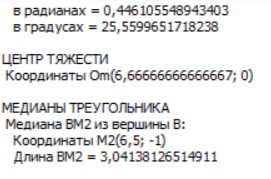 в радианах = 0,446105548943403
в градусах = 25,5599651718238
ЦЕНТР ТЯЖЕСТИ
Координаты Om(6,66666666666667; 0)
МЕДИАНЫ ТРЕУГОЛЬНИКА
Медиана BM2 из вершины B:
Координаты M2(6,5; -1)
Длина BM2 = 3,04138126514911